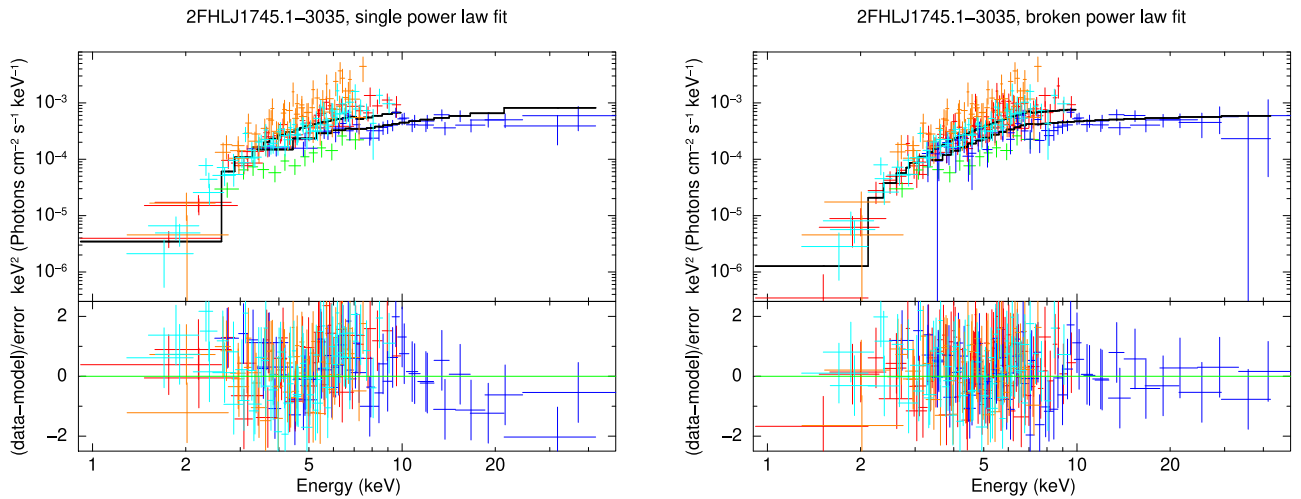 2FHLJ1745.1−3035, single power law fit
keV² (Photons cm⁻² s⁻¹ keV⁻¹)
10⁻³
10⁻⁴
10⁻⁵
10⁻⁶
(data−model)/error
2
0
−2
1 2 5 10 20
Energy (keV)
2FHLJ1745.1−3035, broken power law fit
keV² (Photons cm⁻² s⁻¹ keV⁻¹)
10⁻³
10⁻⁴
10⁻⁵
10⁻⁶
(data−model)/error
2
0
−2
1 2 5 10 20
Energy (keV)